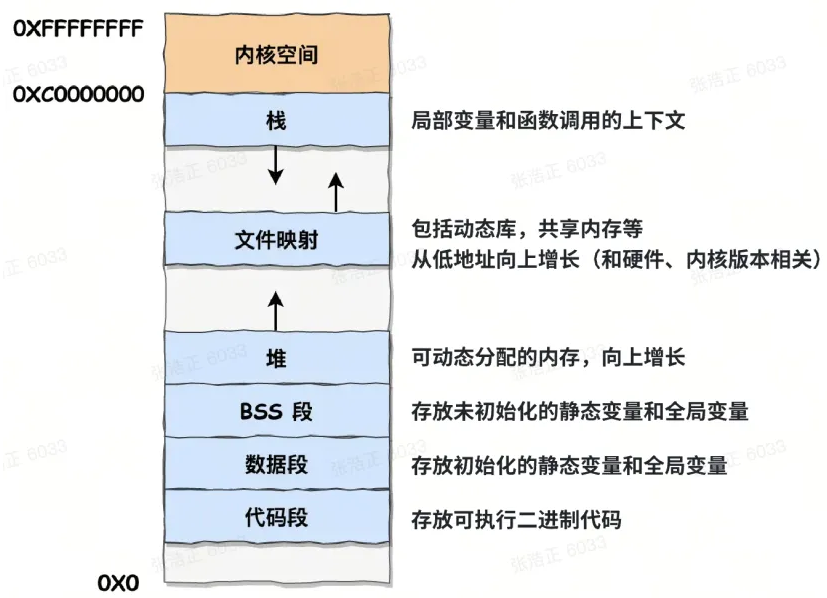 0XFFFFFFFF
内核空间
0XC0000000
栈
局部变量和函数调用的上下文
文件映射
包括动态库，共享内存等
从低地址向上增长（和硬件、内核版本相关）
堆
可动态分配的内存，向上增长
BSS 段
存放未初始化的静态变量和全局变量
数据段
存放初始化的静态变量和全局变量
代码段
存放可执行二进制代码
0X0
张浩正 6033